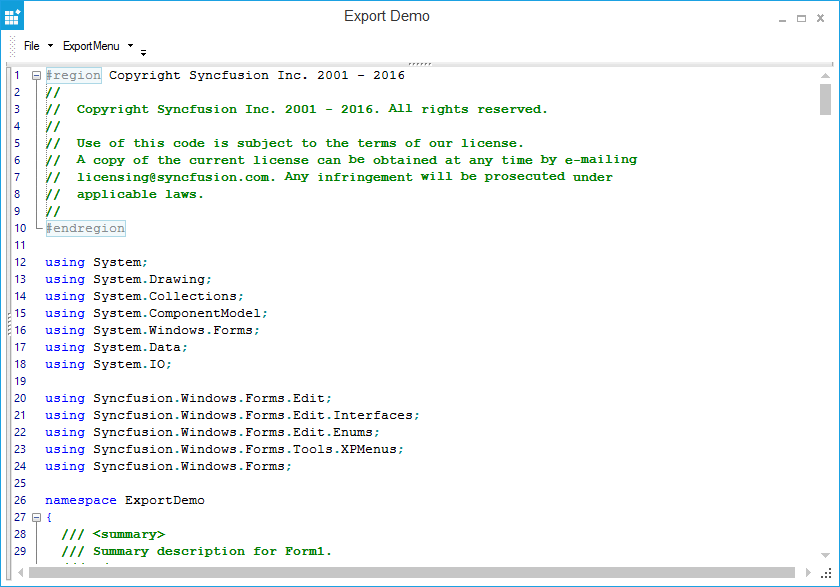 Export Demo
File ExportMenu
1 #region Copyright Syncfusion Inc. 2001 - 2016
2 //
3 //  Copyright Syncfusion Inc. 2001 - 2016. All rights reserved.
4 //
5 //  Use of this code is subject to the terms of our license.
6 //  A copy of the current license can be obtained at any time by e-mailing
7 //  licensing@syncfusion.com. Any infringement will be prosecuted under
8 //  applicable laws.
9 //
10 #endregion
11
12 using System;
13 using System.Drawing;
14 using System.Collections;
15 using System.ComponentModel;
16 using System.Windows.Forms;
17 using System.Data;
18 using System.IO;
19
20 using Syncfusion.Windows.Forms.Edit;
21 using Syncfusion.Windows.Forms.Edit.Interfaces;
22 using Syncfusion.Windows.Forms.Edit.Enums;
23 using Syncfusion.Windows.Forms.Tools.XPMenus;
24 using Syncfusion.Windows.Forms;
25
26 namespace ExportDemo
27 {
28   /// <summary>
29   /// Summary description for Form1.